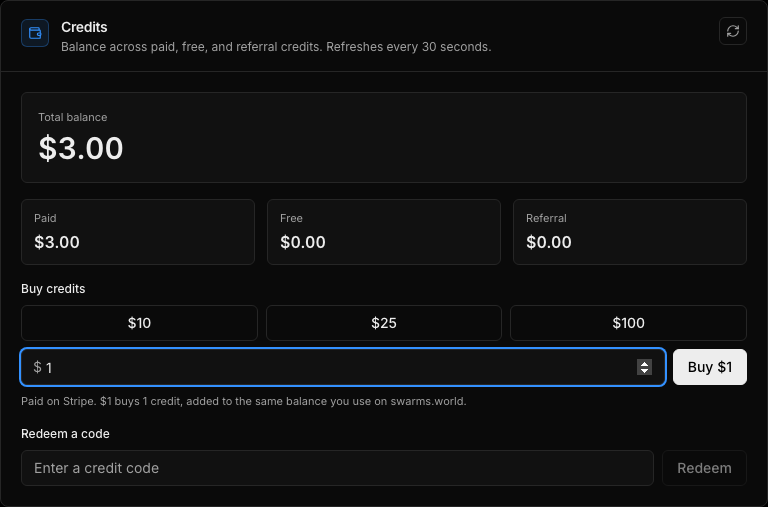 Credits
Balance across paid, free, and referral credits. Refreshes every 30 seconds.
Total balance
$3.00
Paid
$3.00
Free
$0.00
Referral
$0.00
Buy credits
$10
$25
$100
$ 1
Buy $1
Paid on Stripe. $1 buys 1 credit, added to the same balance you use on swarms.world.
Redeem a code
Enter a credit code
Redeem